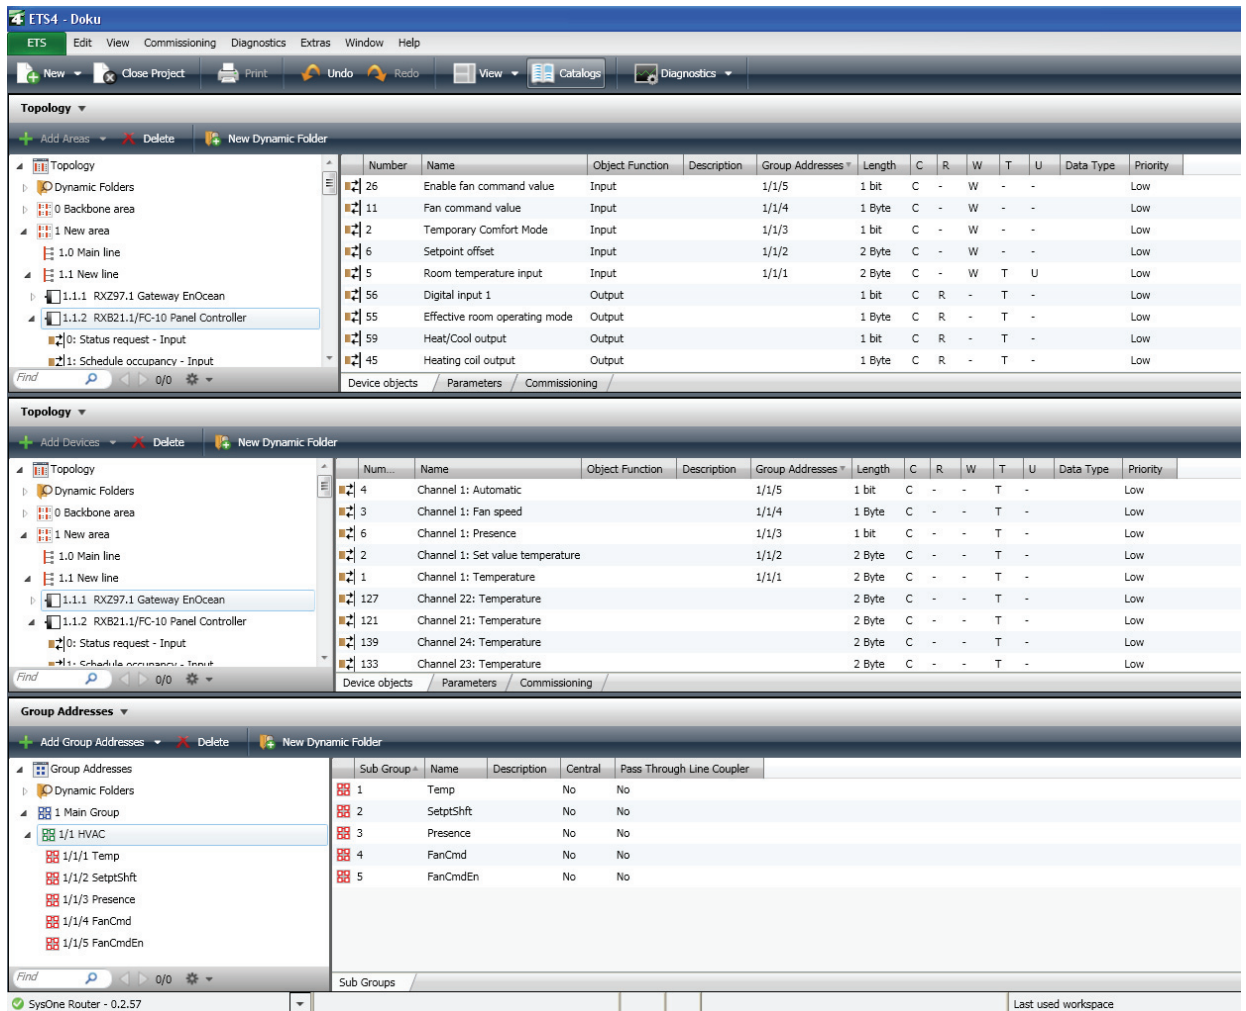 ETS4 - Doku
ETS Edit View Commissioning Diagnostics Extras Window Help
New Close Project Print Undo Redo View Catalogs Diagnostics
Topology
Add Areas Delete New Dynamic Folder
Topology
Dynamic Folders
0 Backbone area
1 New area
1.0 Main line
1.1 New line
1.1.1 RXZ97.1 Gateway EnOcean
1.1.2 RXB21.1/FC-10 Panel Controller
0: Status request - Input
1: Schedule occupancy - Input
Find 0/0
Number Name Object Function Description Group Addresses Length C R W T U Data Type Priority
26 Enable fan command value Input 1/1/5 1 bit C - W - - Low
11 Fan command value Input 1/1/4 1 Byte C - W - - Low
2 Temporary Comfort Mode Input 1/1/3 1 bit C - W - - Low
6 Setpoint offset Input 1/1/2 2 Byte C - W - - Low
5 Room temperature input Input 1/1/1 2 Byte C - W T U Low
56 Digital input 1 Output 1 bit C R - T - Low
55 Effective room operating mode Output 1 Byte C R - T - Low
59 Heat/Cool output Output 1 bit C R - T - Low
45 Heating coil output Output 1 Byte C R - T - Low
Device objects Parameters Commissioning
Topology
Add Devices Delete New Dynamic Folder
Topology
Dynamic Folders
0 Backbone area
1 New area
1.0 Main line
1.1 New line
1.1.1 RXZ97.1 Gateway EnOcean
1.1.2 RXB21.1/FC-10 Panel Controller
0: Status request - Input
1: Schedule occupancy - Input
Find 0/0
Num... Name Object Function Description Group Addresses Length C R W T U Data Type Priority
4 Channel 1: Automatic 1/1/5 1 bit C - - T - Low
3 Channel 1: Fan speed 1/1/4 1 Byte C - - T - Low
6 Channel 1: Presence 1/1/3 1 bit C - - T - Low
2 Channel 1: Set value temperature 1/1/2 2 Byte C - - T - Low
1 Channel 1: Temperature 1/1/1 2 Byte C - - T - Low
127 Channel 22: Temperature 2 Byte C - - T - Low
121 Channel 21: Temperature 2 Byte C - - T - Low
139 Channel 24: Temperature 2 Byte C - - T - Low
133 Channel 23: Temperature 2 Byte C - - T - Low
Device objects Parameters Commissioning
Group Addresses
Add Group Addresses Delete New Dynamic Folder
Group Addresses
Dynamic Folders
1 Main Group
1/1 HVAC
1/1/1 Temp
1/1/2 SetptShft
1/1/3 Presence
1/1/4 FanCmd
1/1/5 FanCmdEn
Find 0/0
Sub Group Name Description Central Pass Through Line Coupler
1 Temp No No
2 SetptShft No No
3 Presence No No
4 FanCmd No No
5 FanCmdEn No No
Sub Groups
SysOne Router - 0.2.57 Last used workspace